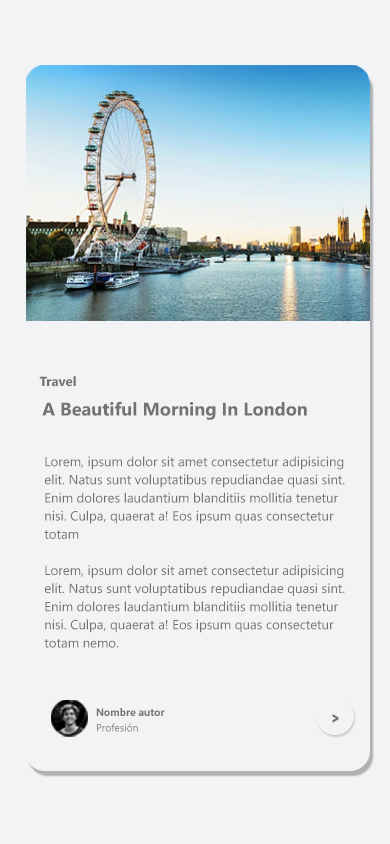 Travel
A Beautiful Morning In London
Lorem, ipsum dolor sit amet consectetur adipisicing
elit. Natus sunt voluptatibus repudiandae quasi sint.
Enim dolores laudantium blanditiis mollitia tenetur
nisi. Culpa, quaerat a! Eos ipsum quas consectetur
totam
Lorem, ipsum dolor sit amet consectetur adipisicing
elit. Natus sunt voluptatibus repudiandae quasi sint.
Enim dolores laudantium blanditiis mollitia tenetur
nisi. Culpa, quaerat a! Eos ipsum quas consectetur
totam nemo.
Nombre autor
Profesión
>